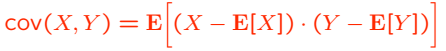 cov(X, Y) = E[(X − E[X]) · (Y − E[Y])]